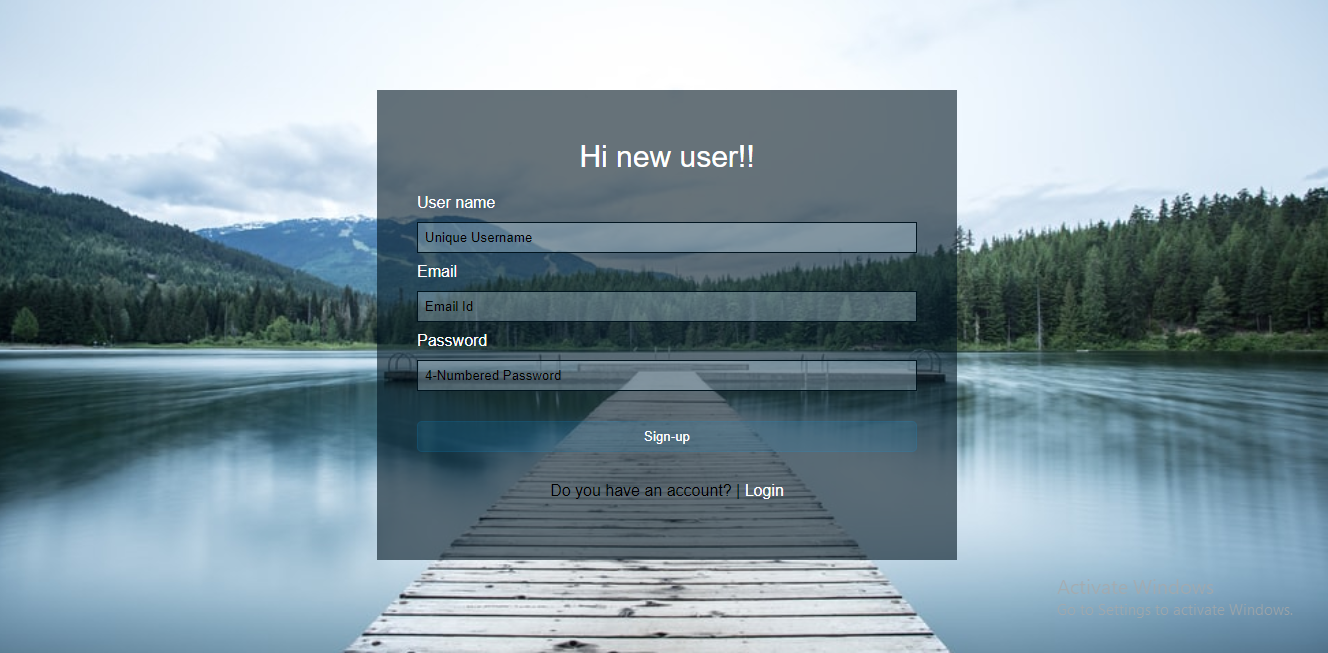 Hi new user!!
User name
Unique Username
Email
Email Id
Password
4-Numbered Password
Sign-up
Do you have an account? | Login
Activate Windows
Go to Settings to activate Windows.